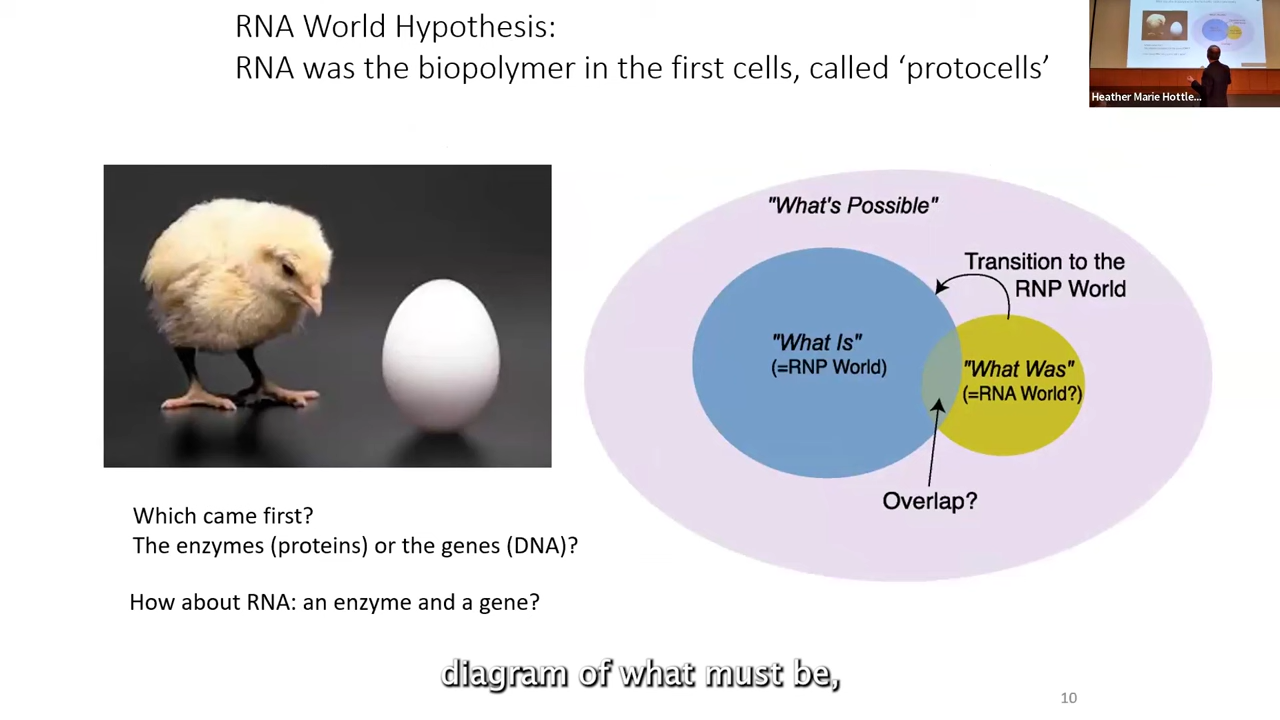 RNA World Hypothesis:
RNA was the biopolymer in the first cells, called ‘protocells’
Heather Marie Hottle...
"What's Possible"
Transition to the
RNP World
"What Is"
(=RNP World)
"What Was"
(=RNA World?)
Overlap?
Which came first?
The enzymes (proteins) or the genes (DNA)?
How about RNA: an enzyme and a gene?
diagram of what must be,
10